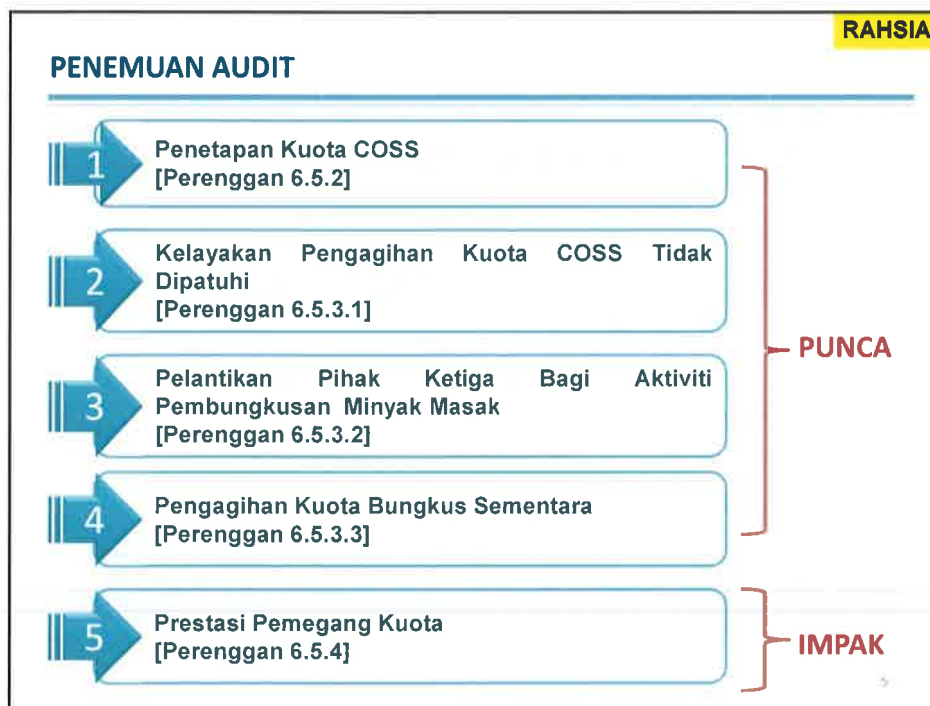 RAHSIA
PENEMUAN AUDIT
1
Penetapan Kuota COSS
[Perenggan 6.5.2]
2
Kelayakan Pengagihan Kuota COSS Tidak
Dipatuhi
[Perenggan 6.5.3.1]
3
Pelantikan Pihak Ketiga Bagi Aktiviti
Pembungkusan Minyak Masak
[Perenggan 6.5.3.2]
4
Pengagihan Kuota Bungkus Sementara
[Perenggan 6.5.3.3]
PUNCA
5
Prestasi Pemegang Kuota
[Perenggan 6.5.4]
IMPAK
5